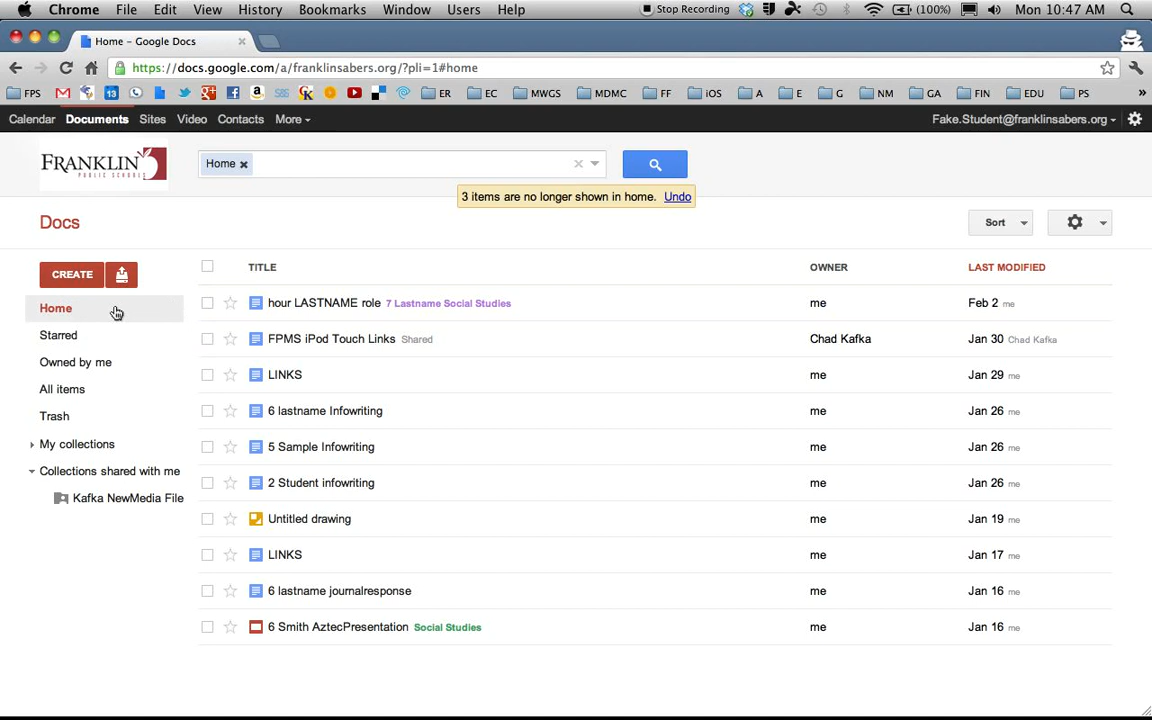 Chrome File Edit View History Bookmarks Window Users Help Stop Recording (100%) Mon 10:47 AM
Home – Google Docs
https://docs.google.com/a/franklinsabers.org/?pli=1#home
FPS 13 SBS ER EC MWGS MDMC FF iOS A E G NM GA FIN EDU PS »
Calendar Documents Sites Video Contacts More Fake.Student@franklinsabers.org
FRANKLIN
PUBLIC SCHOOLS
Home
3 items are no longer shown in home. Undo
Docs
Sort
CREATE
TITLE OWNER LAST MODIFIED
Home
Starred
Owned by me
All items
Trash
My collections
Collections shared with me
Kafka NewMedia File
hour LASTNAME role 7 Lastname Social Studies me Feb 2 me
FPMS iPod Touch Links Shared Chad Kafka Jan 30 Chad Kafka
LINKS me Jan 29 me
6 lastname Infowriting me Jan 26 me
5 Sample Infowriting me Jan 26 me
2 Student infowriting me Jan 26 me
Untitled drawing me Jan 19 me
LINKS me Jan 17 me
6 lastname journalresponse me Jan 16 me
6 Smith AztecPresentation Social Studies me Jan 16 me